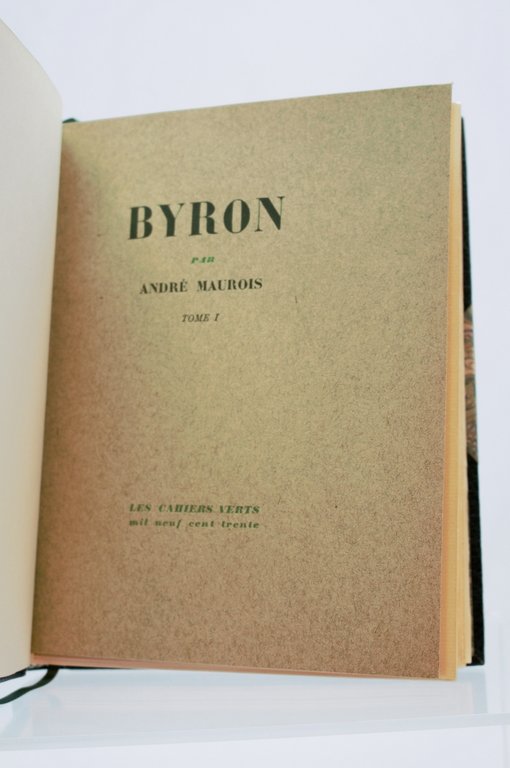 BYRON
PAR
ANDRÉ MAUROIS
TOME I
LES CAHIERS VERTS
mil neuf cent trente